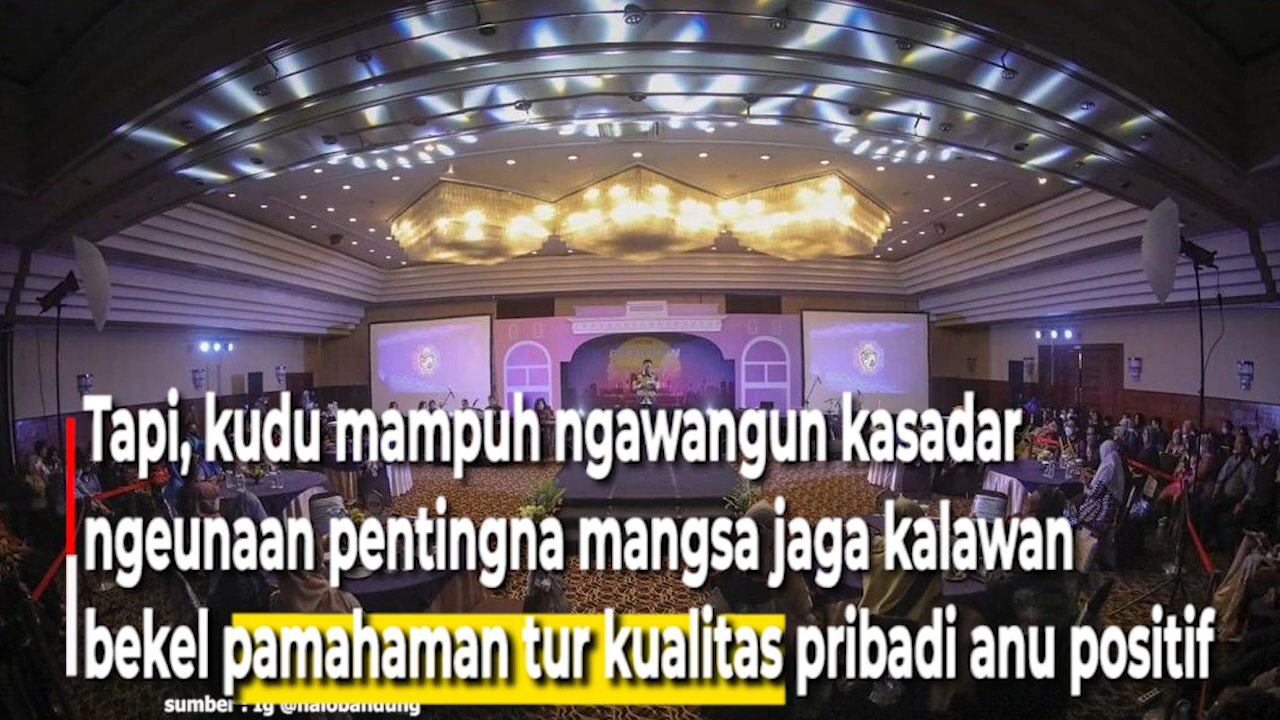 Tapi, kudu mampuh ngawangun kasadar
ngeunaan pentingna mangsa jaga kalawan
bekel pamahaman tur kualitas pribadi anu positif
sumber : Ig @halobandung